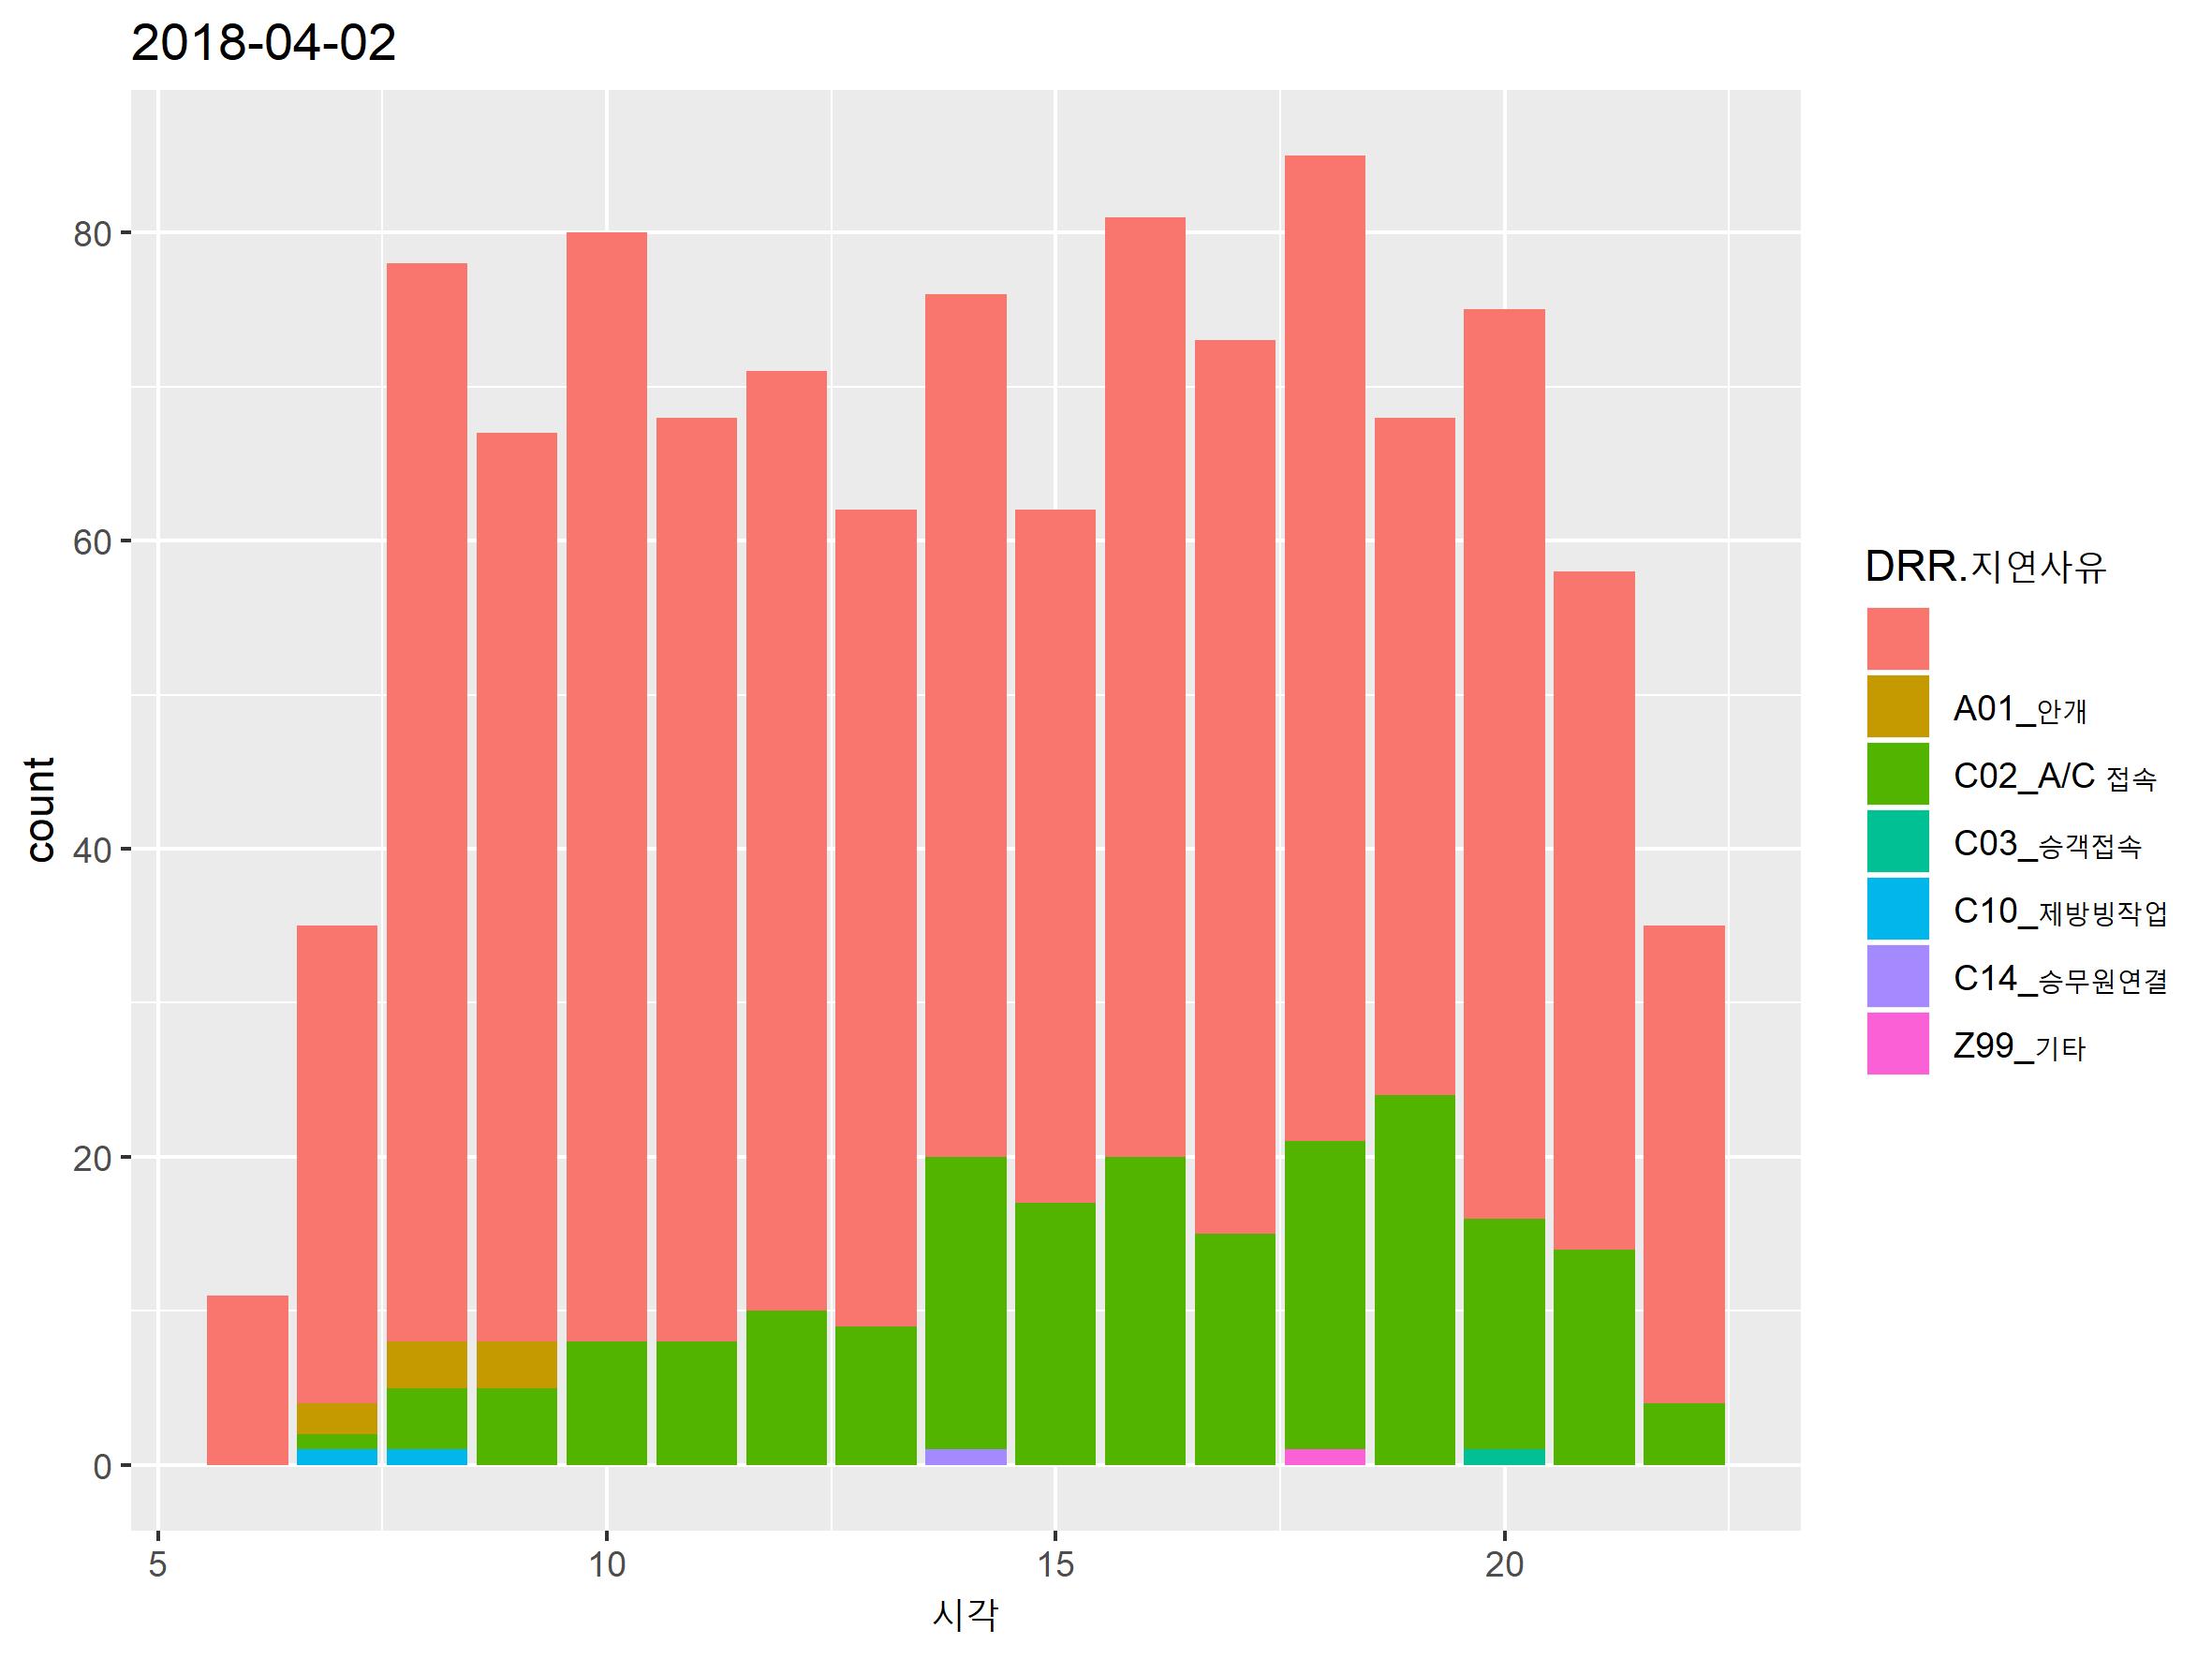 2018-04-02
80
60
40
20
0
count
5 10 15 20
시각
DRR.지연사유
A01_안개
C02_A/C 접속
C03_승객접속
C10_제방빙작업
C14_승무원연결
Z99_기타